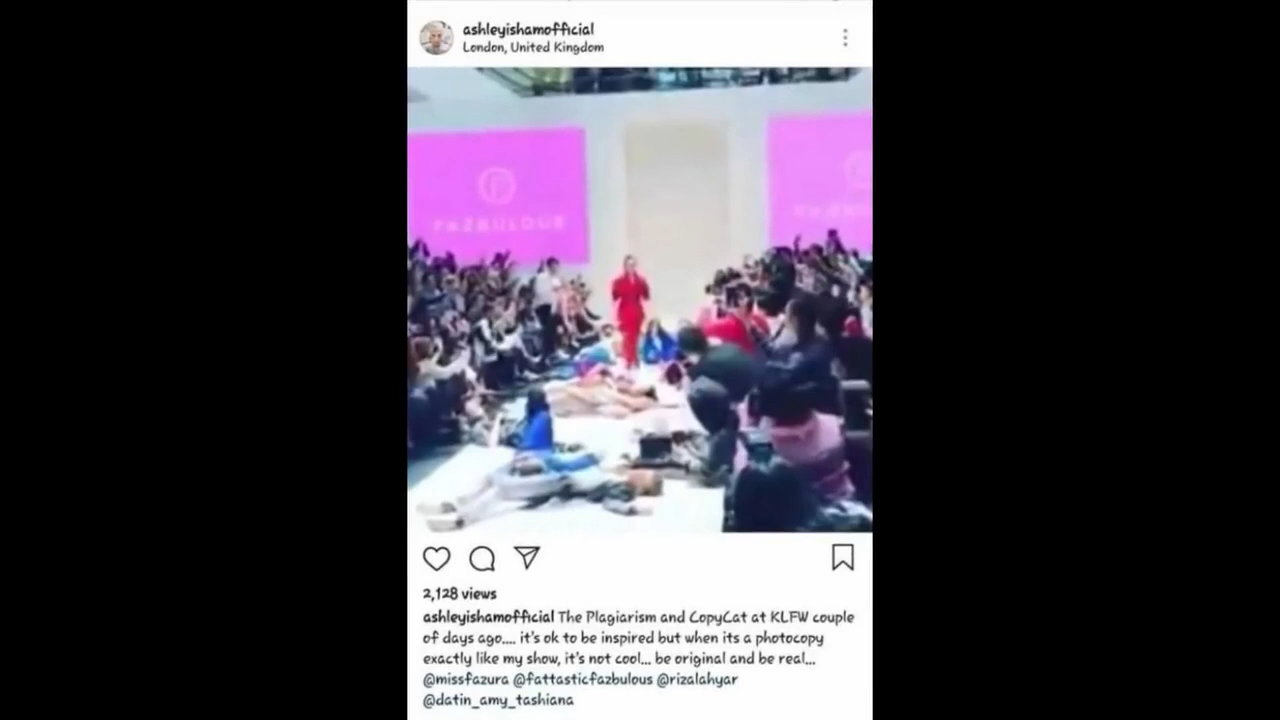 ashleyishamofficial
London, United Kingdom
FAZBULOUS
2,128 views
ashleyishamofficial The Plagiarism and CopyCat at KLFW couple
of days ago.... it's ok to be inspired but when its a photocopy
exactly like my show, it's not cool... be original and be real...
@missfazura @fattasticfazbulous @rizalahyar
@datin_amy_tashiana